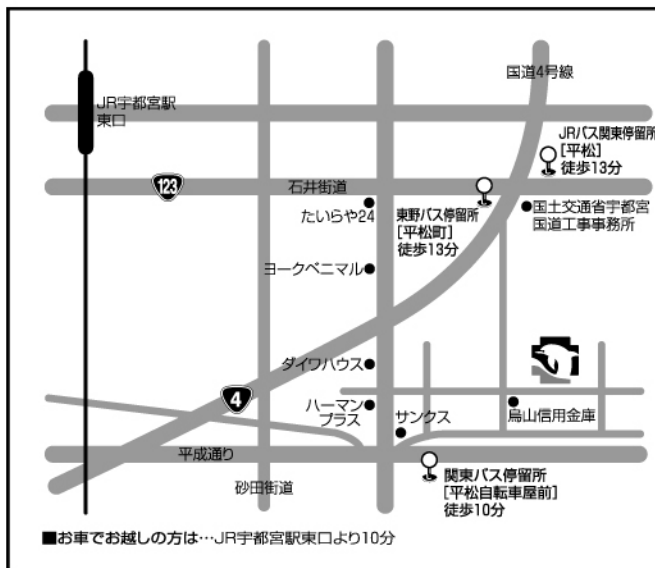 国道4号線
JR宇都宮駅
東口
JRバス関東停留所
[平松]
徒歩13分
123
石井街道
たいらや24
東野バス停留所
[平松町]
徒歩13分
国土交通省宇都宮
国道工事事務所
ヨークベニマル
ダイワハウス
4
ハーマン
プラス
サンクス
烏山信用金庫
平成通り
砂田街道
関東バス停留所
[平松自転車屋前]
徒歩10分
■お車でお越しの方は…JR宇都宮駅東口より10分